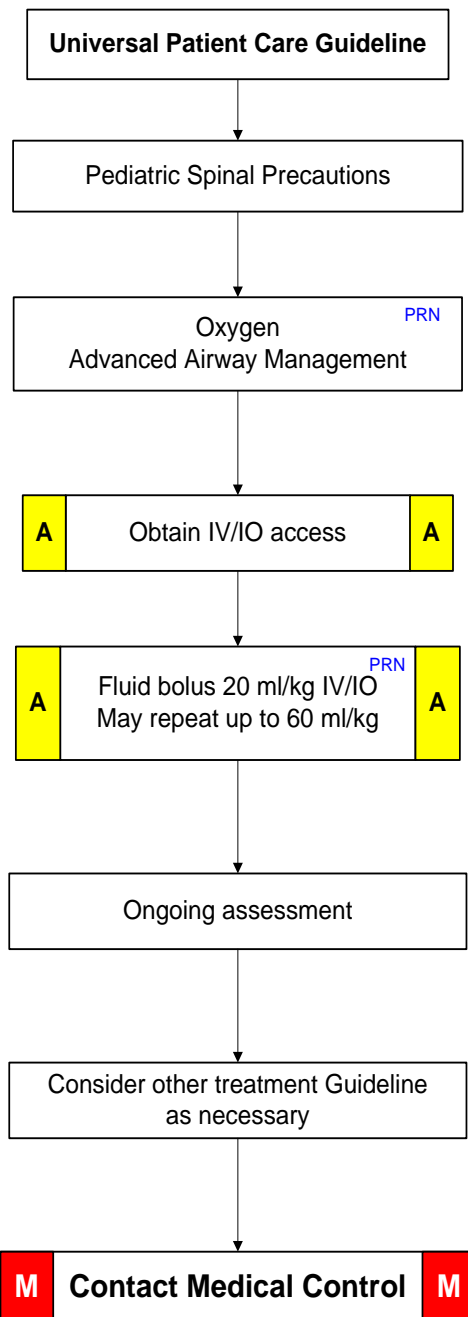 Universal Patient Care Guideline
Pediatric Spinal Precautions
PRN
Oxygen
Advanced Airway Management
A Obtain IV/IO access A
PRN
A Fluid bolus 20 ml/kg IV/IO A
May repeat up to 60 ml/kg
Ongoing assessment
Consider other treatment Guideline
as necessary
M Contact Medical Control M